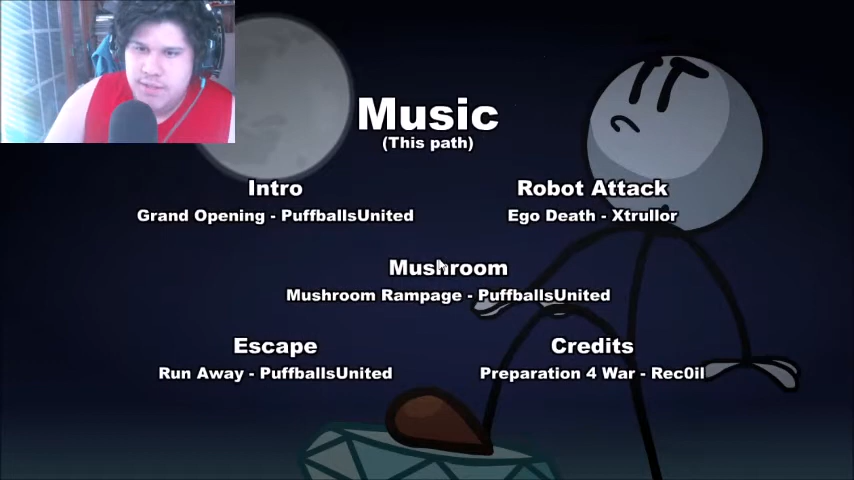 Music
(This path)
Intro
Grand Opening - PuffballsUnited
Robot Attack
Ego Death - Xtrullor
Mushroom
Mushroom Rampage - PuffballsUnited
Escape
Run Away - PuffballsUnited
Credits
Preparation 4 War - Rec0il